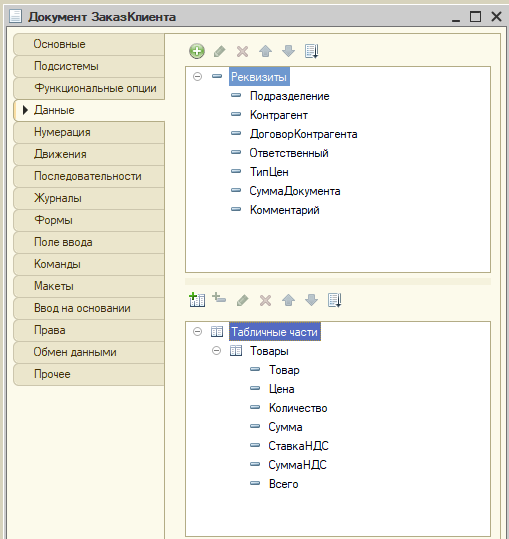 Документ ЗаказКлиента
Основные
Подсистемы
Функциональные опции
Данные
Нумерация
Движения
Последовательности
Журналы
Формы
Поле ввода
Команды
Макеты
Ввод на основании
Права
Обмен данными
Прочее
Реквизиты
Подразделение
Контрагент
ДоговорКонтрагента
Ответственный
ТипЦен
СуммаДокумента
Комментарий
Табличные части
Товары
Товар
Цена
Количество
Сумма
СтавкаНДС
СуммаНДС
Всего